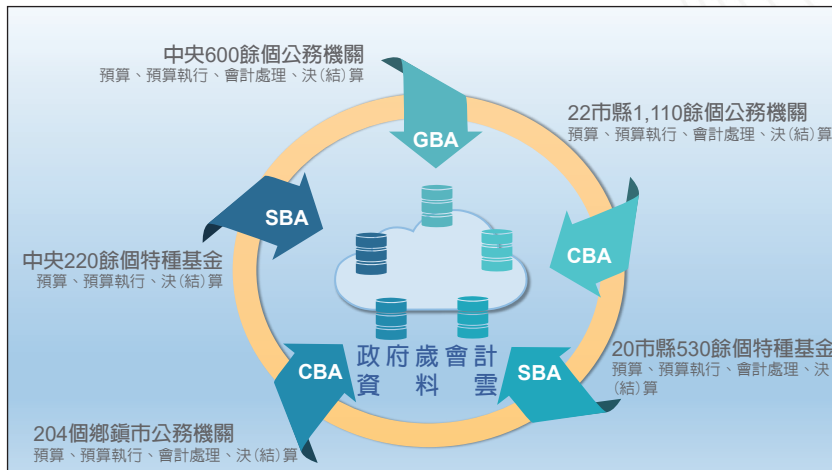 中央600餘個公務機關
預算、預算執行、會計處理、決(結)算
GBA
22市縣1,110餘個公務機關
預算、預算執行、會計處理、決(結)算
SBA
CBA
中央220餘個特種基金
預算、預算執行、決(結)算
政府歲會計
資料雲
20市縣530餘個特種基金
預算、預算執行、會計處理、決
(結)算
CBA
SBA
204個鄉鎮市公務機關
預算、預算執行、會計處理、決(結)算